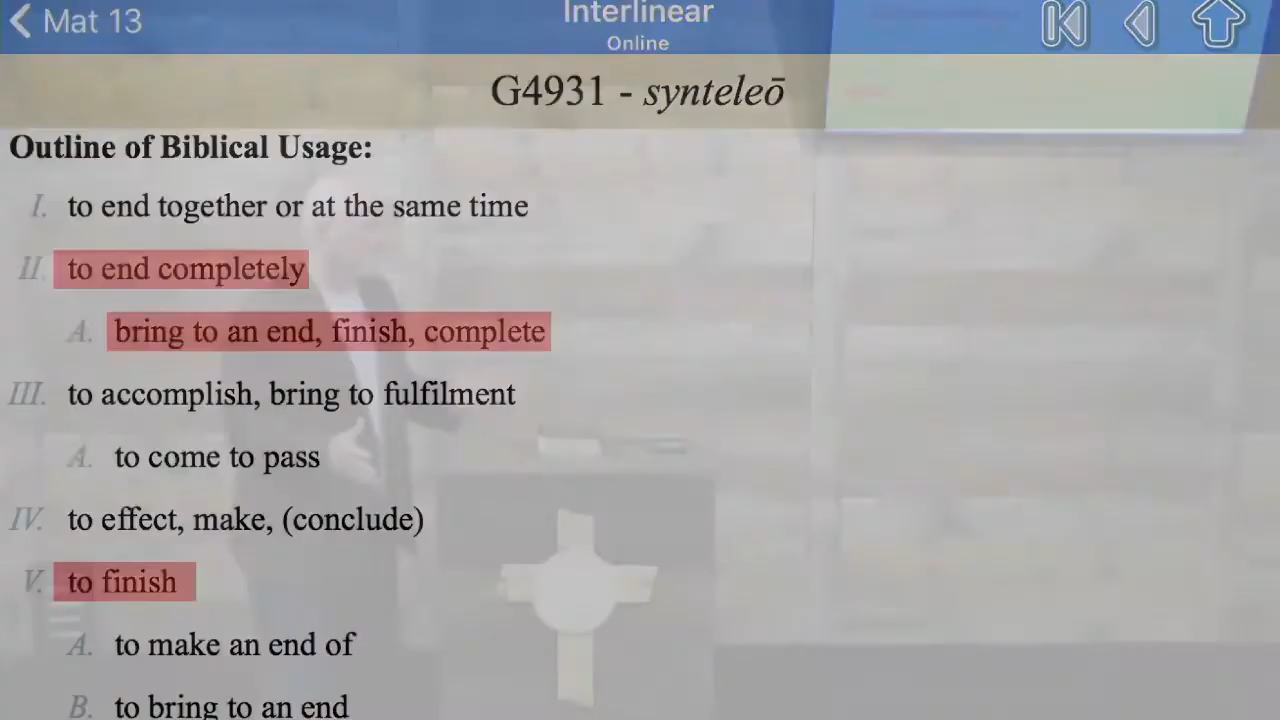 Mat 13
Interlinear
Online
G4931 - synteleō
Outline of Biblical Usage:
I. to end together or at the same time
II. to end completely
A. bring to an end, finish, complete
III. to accomplish, bring to fulfilment
A. to come to pass
IV. to effect, make, (conclude)
V. to finish
A. to make an end of
B. to bring to an end